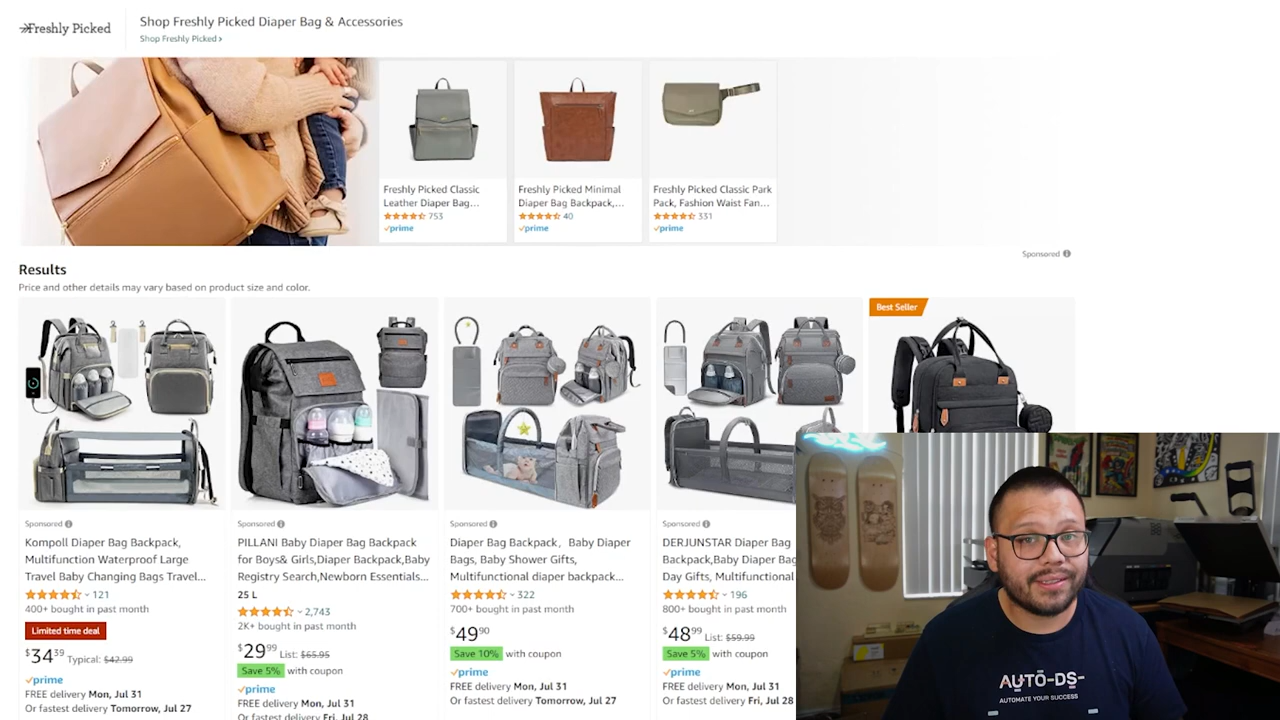 Freshly Picked
Shop Freshly Picked Diaper Bag & Accessories
Shop Freshly Picked ›
Freshly Picked Classic
Leather Diaper Bag...
753
prime
Freshly Picked Minimal
Diaper Bag Backpack,...
40
prime
Freshly Picked Classic Park
Pack, Fashion Waist Fan...
331
prime
Sponsored
Results
Price and other details may vary based on product size and color.
Sponsored
Kompoll Diaper Bag Backpack,
Multifunction Waterproof Large
Travel Baby Changing Bags Travel...
121
400+ bought in past month
Limited time deal
$3439 Typical: $42.99
prime
FREE delivery Mon, Jul 31
Or fastest delivery Tomorrow, Jul 27
Sponsored
PILLANI Baby Diaper Bag Backpack
for Boys& Girls,Diaper Backpack,Baby
Registry Search,Newborn Essentials...
25 L
2,743
2K+ bought in past month
$2999 List: $65.95
Save 5% with coupon
prime
FREE delivery Mon, Jul 31
Or fastest delivery Fri, Jul 28
Sponsored
Diaper Bag Backpack, Baby Diaper
Bags, Baby Shower Gifts,
Multifunctional diaper backpack...
322
700+ bought in past month
$4990
Save 10% with coupon
prime
FREE delivery Mon, Jul 31
Or fastest delivery Tomorrow, Jul 27
Sponsored
DERJUNSTAR Diaper Bag
Backpack,Baby Diaper Bag
Day Gifts, Multifunctional
196
800+ bought in past month
$4899 List: $59.99
Save 5% with coupon
prime
FREE delivery Mon, Jul 31
Or fastest delivery Fri, Jul 28
Best Seller
AUTO-DS-
AUTOMATE YOUR SUCCESS